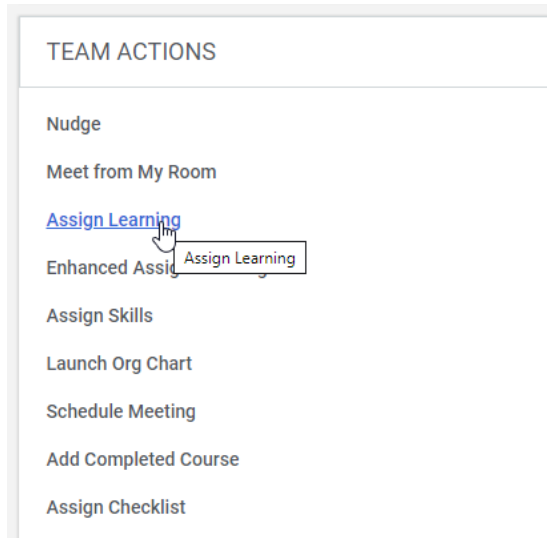 TEAM ACTIONS
Nudge
Meet from My Room
Assign Learning
Assign Learning
Enhanced
Assign Skills
Launch Org Chart
Schedule Meeting
Add Completed Course
Assign Checklist